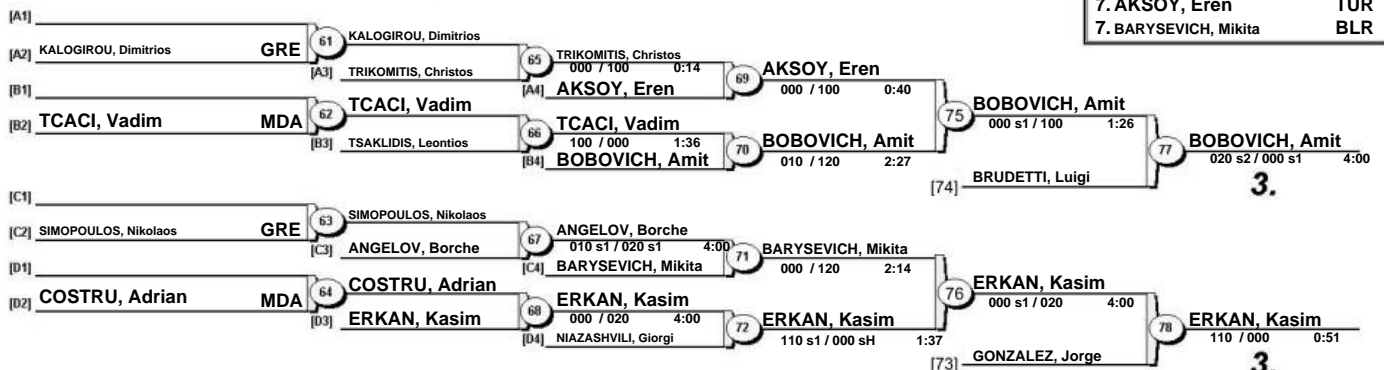 7. AKSOY, Eren TUR
7. BARYSEVICH, Mikita BLR
[A1]
[A2] KALOGIROU, Dimitrios GRE
61 KALOGIROU, Dimitrios
[A3] TRIKOMITIS, Christos
65 TRIKOMITIS, Christos
000 / 100 0:14
[A4] AKSOY, Eren
69 AKSOY, Eren
000 / 100 0:40
[B1]
[B2] TCACI, Vadim MDA
62 TCACI, Vadim
[B3] TSAKLIDIS, Leontios
66 TCACI, Vadim
100 / 000 1:36
[B4] BOBOVICH, Amit
70 BOBOVICH, Amit
010 / 120 2:27
75 BOBOVICH, Amit
000 s1 / 100 1:26
[74] BRUDETTI, Luigi
77 BOBOVICH, Amit
020 s2 / 000 s1 4:00
3.
[C1]
[C2] SIMOPOULOS, Nikolaos GRE
63 SIMOPOULOS, Nikolaos
[C3] ANGELOV, Borche
67 ANGELOV, Borche
010 s1 / 020 s1 4:00
[C4] BARYSEVICH, Mikita
71 BARYSEVICH, Mikita
000 / 120 2:14
[D1]
[D2] COSTRU, Adrian MDA
64 COSTRU, Adrian
[D3] ERKAN, Kasim
68 ERKAN, Kasim
000 / 020 4:00
[D4] NIAZASHVILI, Giorgi
72 ERKAN, Kasim
110 s1 / 000 sH 1:37
76 ERKAN, Kasim
000 s1 / 020 4:00
[73] GONZALEZ, Jorge
78 ERKAN, Kasim
110 / 000 0:51
3.